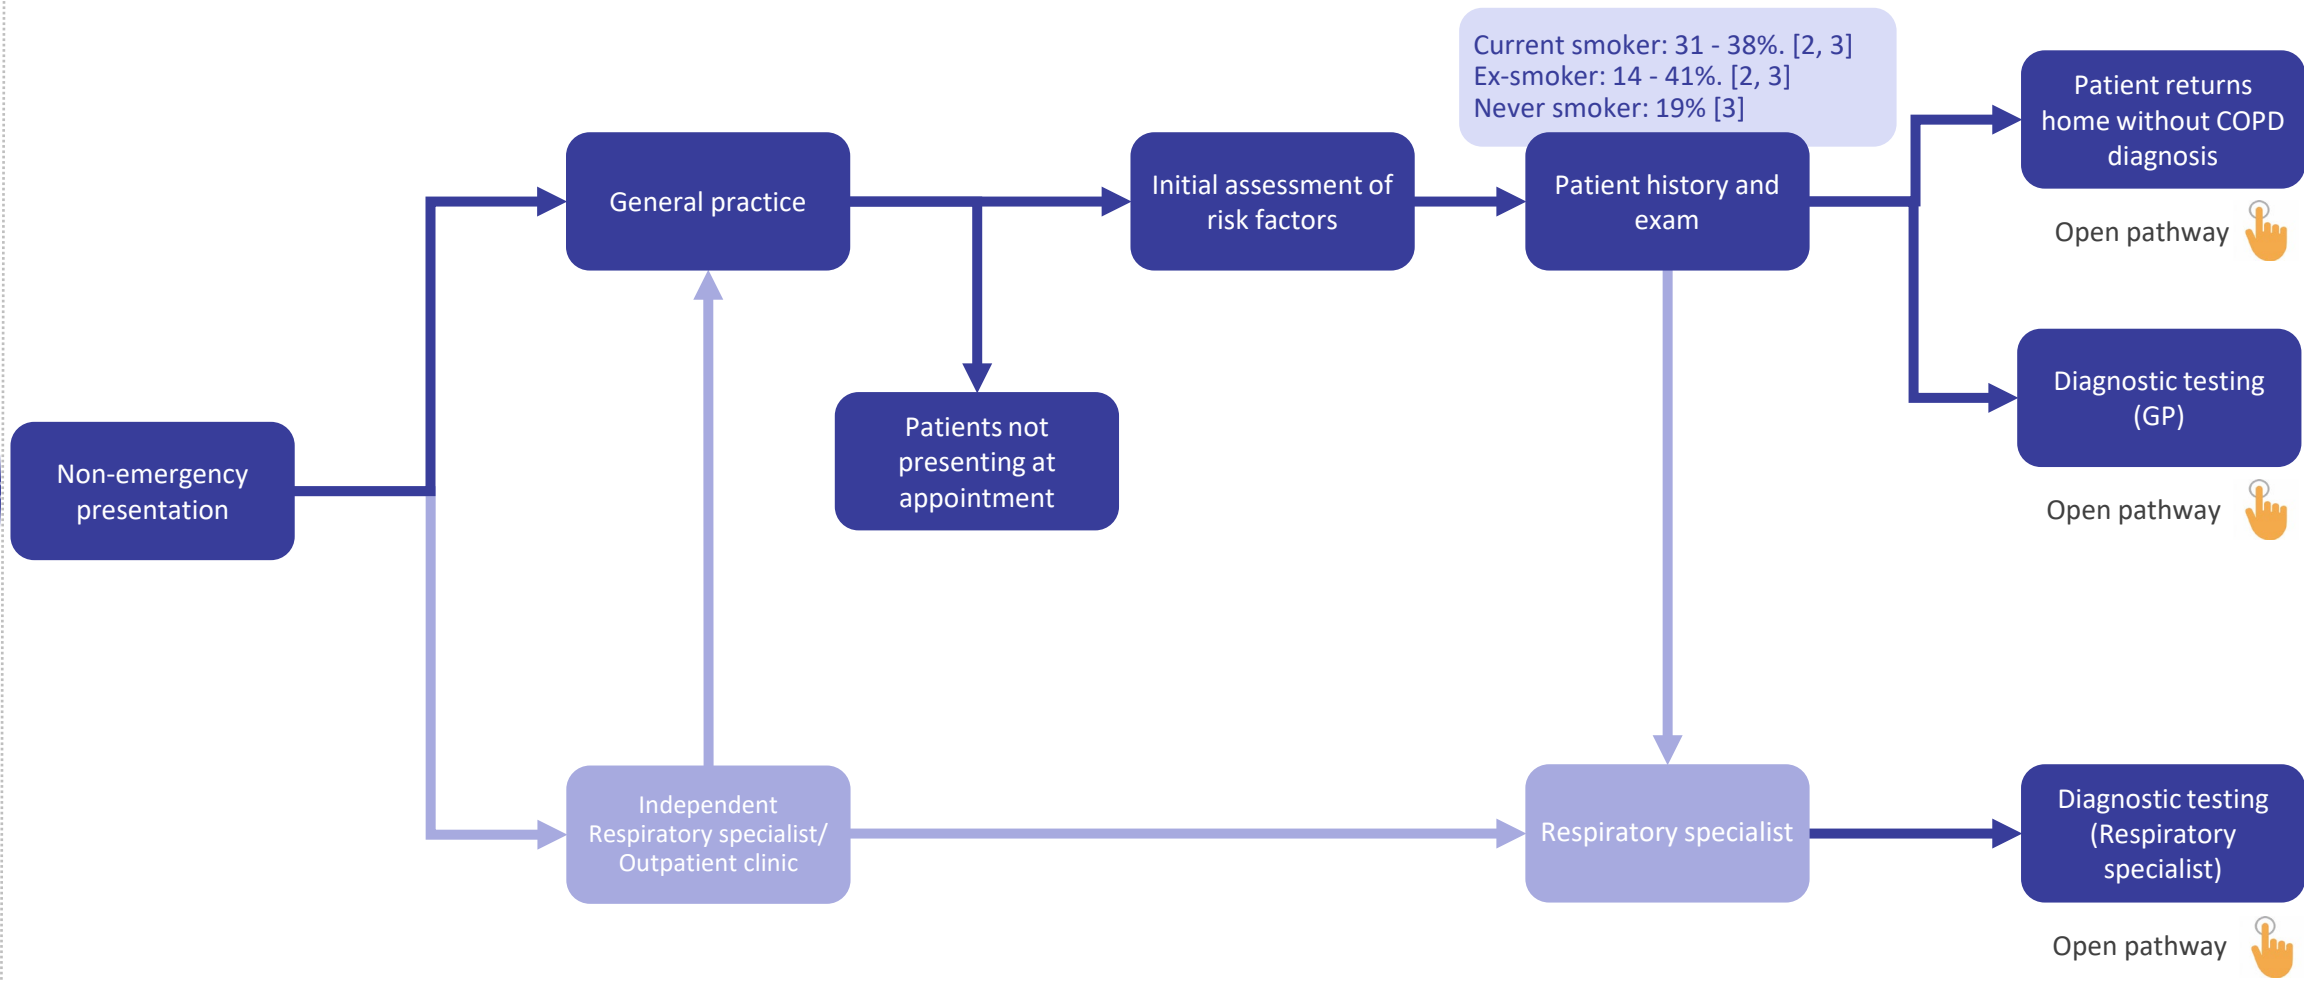 Current smoker: 31 - 38%. [2, 3]
Ex-smoker: 14 - 41%. [2, 3]
Never smoker: 19% [3]
Patient returns
home without COPD
diagnosis
Open pathway
General practice
Initial assessment of
risk factors
Patient history and
exam
Diagnostic testing
(GP)
Open pathway
Patients not
presenting at
appointment
Non-emergency
presentation
Independent
Respiratory specialist/
Outpatient clinic
Respiratory specialist
Diagnostic testing
(Respiratory
specialist)
Open pathway